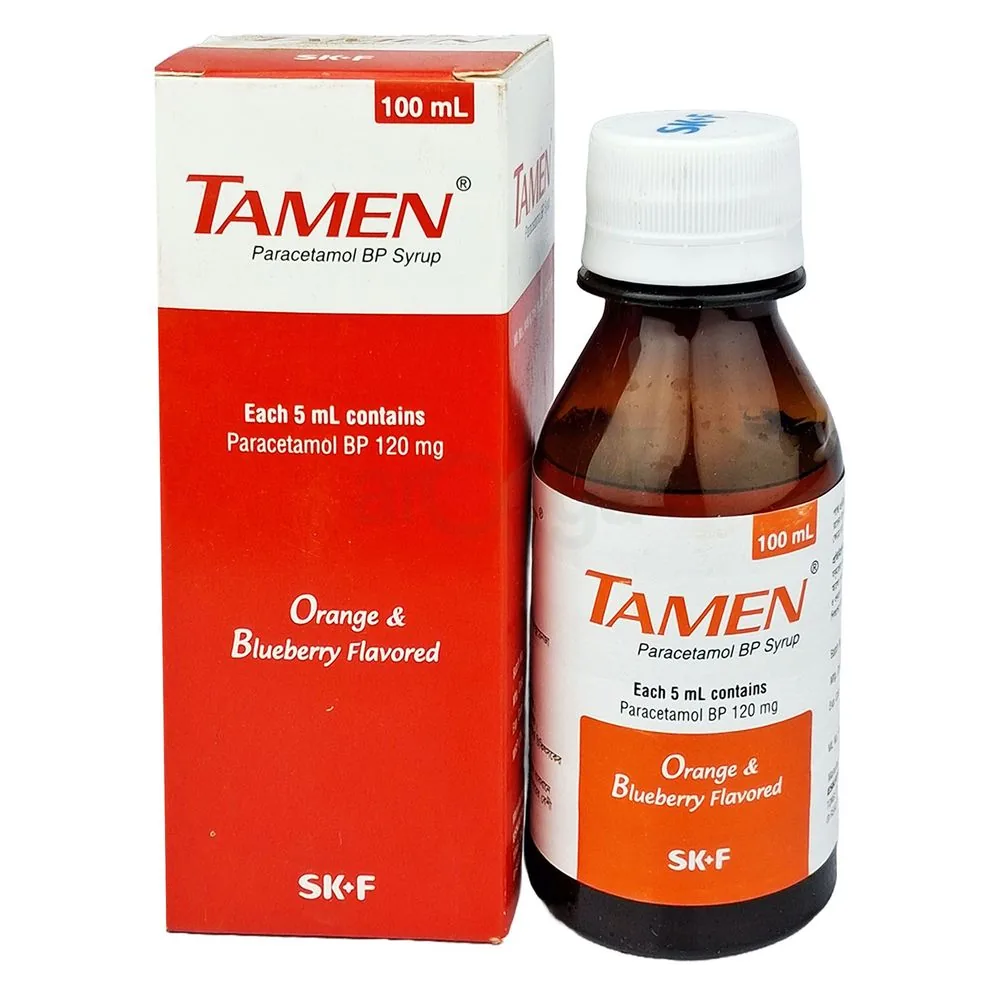 SK+F
100 mL
TAMEN®
Paracetamol BP Syrup
Each 5 mL contains
Paracetamol BP 120 mg
Orange &
Blueberry Flavored
SK+F
TAMEN
SK+F
100 mL
TAMEN®
Paracetamol BP Syrup
Each 5 mL contains
Paracetamol BP 120 mg
Orange &
Blueberry Flavored
SK+F